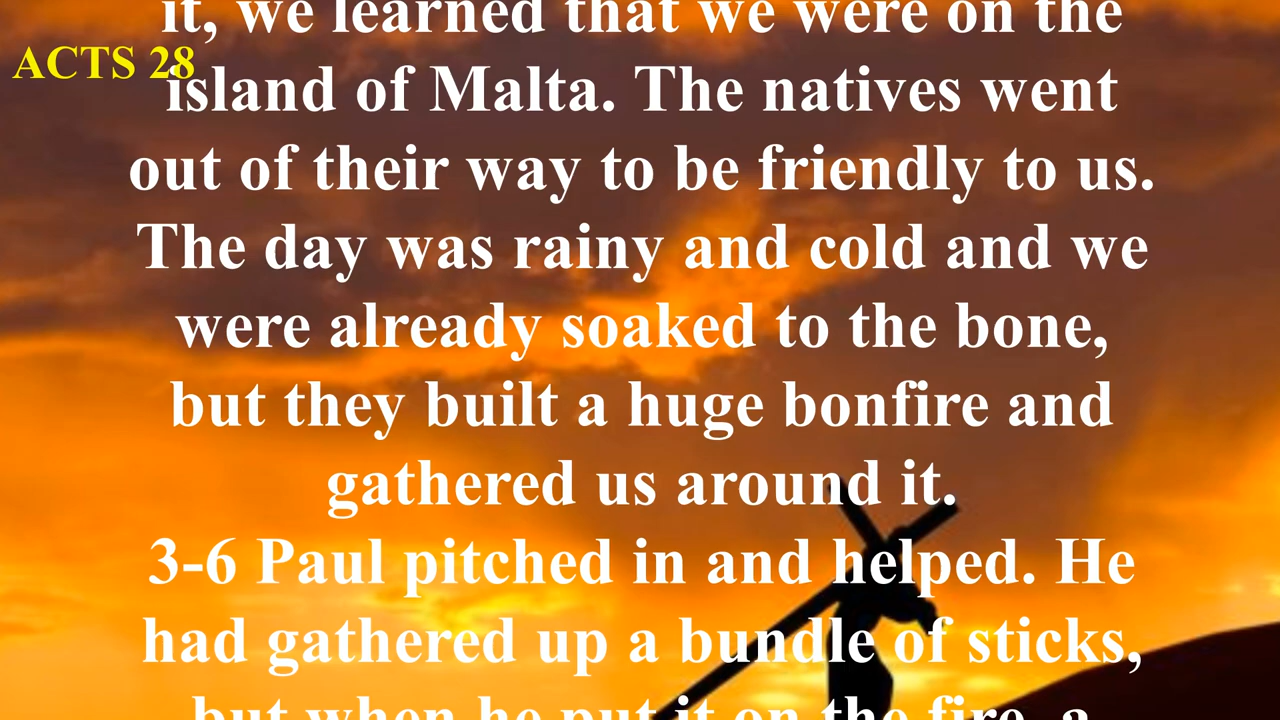 it, we learned that we were on the
ACTS 28
island of Malta. The natives went
out of their way to be friendly to us.
The day was rainy and cold and we
were already soaked to the bone,
but they built a huge bonfire and
gathered us around it.
3-6 Paul pitched in and helped. He
had gathered up a bundle of sticks,
but when he put it on the fire, a